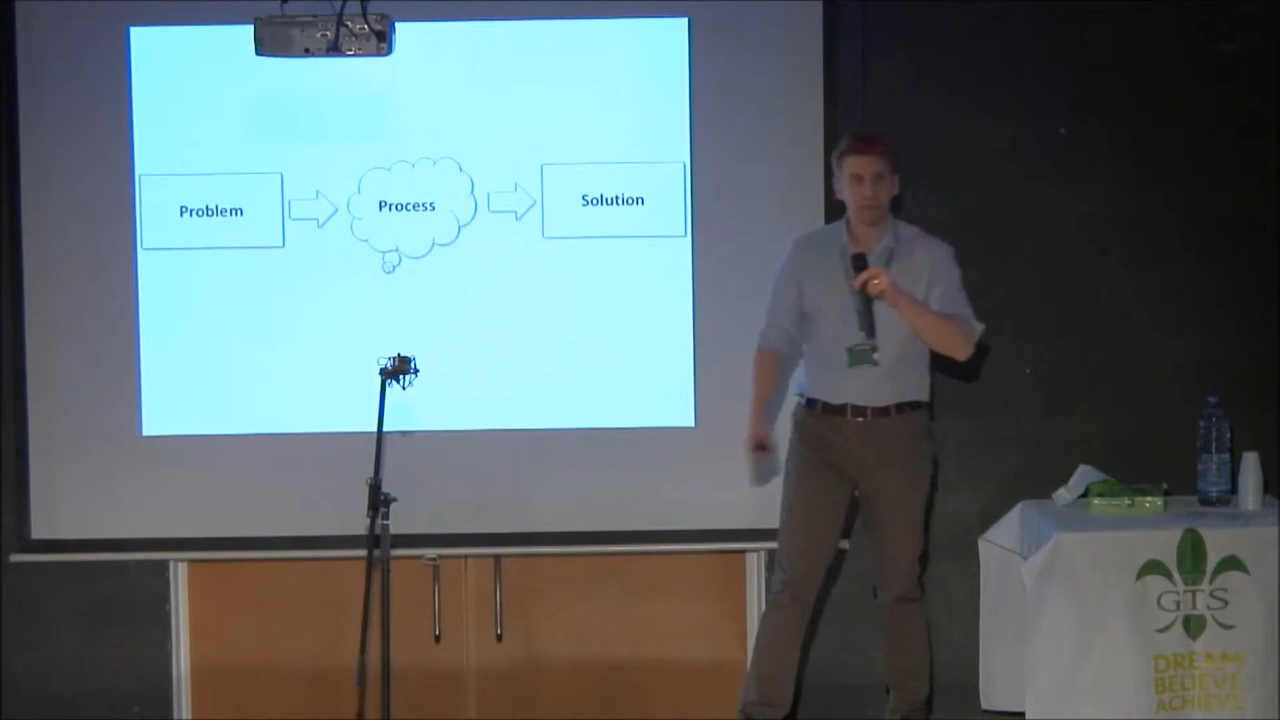 Problem
Process
Solution
GTS
DREAM
BELIEVE
ACHIEVE